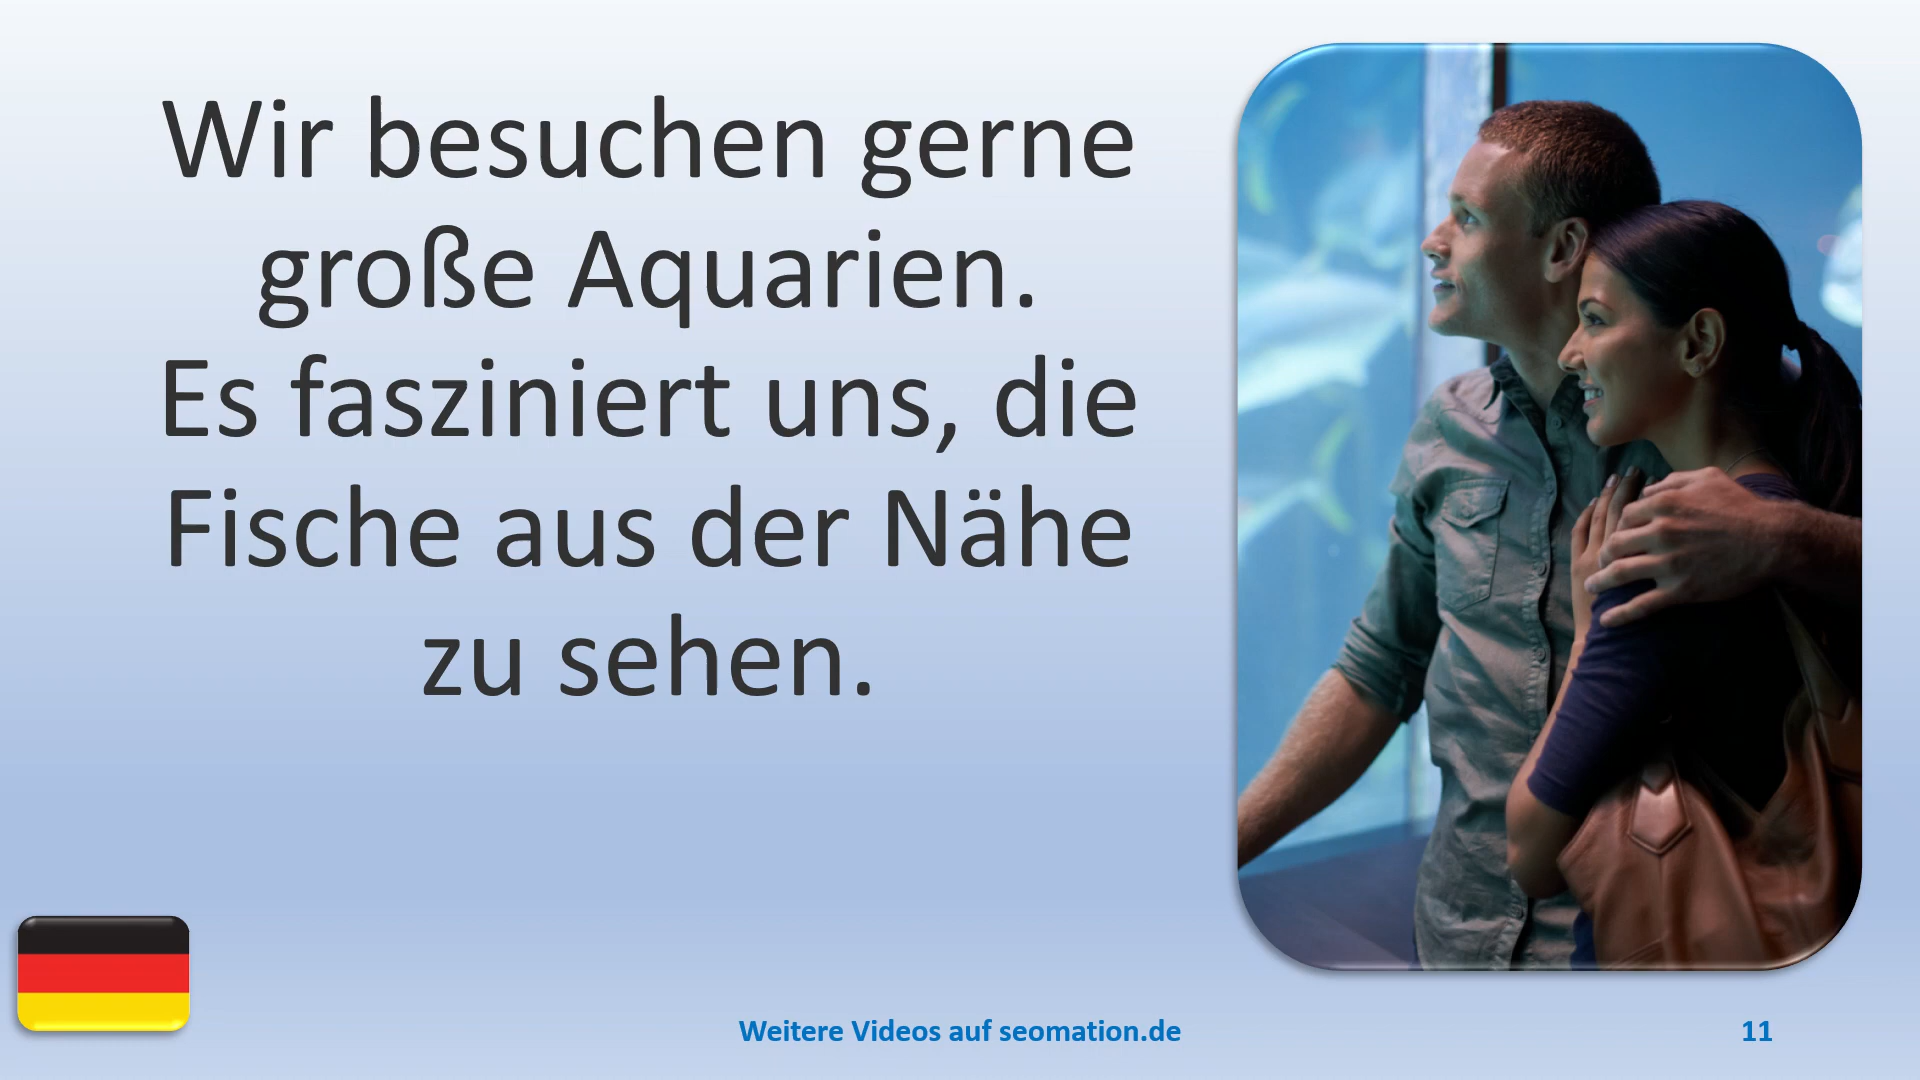 Wir besuchen gerne
große Aquarien.
Es fasziniert uns, die
Fische aus der Nähe
zu sehen.
Weitere Videos auf seomation.de
11